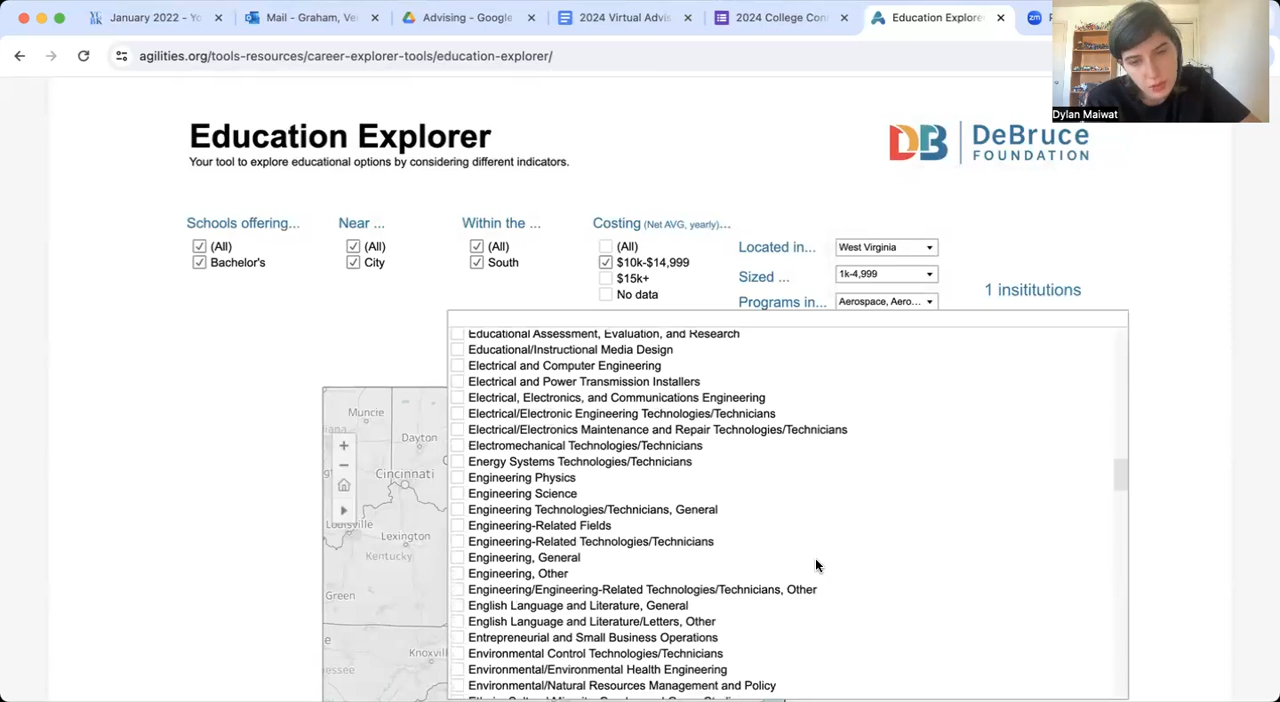 January 2022 - Yo
Mail - Graham, Ve
Advising - Google
2024 Virtual Advis
2024 College Con
Education Explore
zm
agilities.org/tools-resources/career-explorer-tools/education-explorer/
Dylan Maiwat
Education Explorer
Your tool to explore educational options by considering different indicators.
DB DeBruce
FOUNDATION
Schools offering...
(All)
Bachelor's
Near ...
(All)
City
Within the ...
(All)
South
Costing (Net AVG, yearly)...
(All)
$10k-$14,999
$15k+
No data
Located in... West Virginia
Sized ... 1k-4,999
Programs in... Aerospace, Aero...
1 insititutions
Educational Assessment, Evaluation, and Research
Educational/Instructional Media Design
Electrical and Computer Engineering
Electrical and Power Transmission Installers
Electrical, Electronics, and Communications Engineering
Electrical/Electronic Engineering Technologies/Technicians
Electrical/Electronics Maintenance and Repair Technologies/Technicians
Electromechanical Technologies/Technicians
Energy Systems Technologies/Technicians
Engineering Physics
Engineering Science
Engineering Technologies/Technicians, General
Engineering-Related Fields
Engineering-Related Technologies/Technicians
Engineering, General
Engineering, Other
Engineering/Engineering-Related Technologies/Technicians, Other
English Language and Literature, General
English Language and Literature/Letters, Other
Entrepreneurial and Small Business Operations
Environmental Control Technologies/Technicians
Environmental/Environmental Health Engineering
Environmental/Natural Resources Management and Policy
Muncie
Dayton
Cincinnati
Louisville
Lexington
Kentucky
Green
Knoxvil
essee